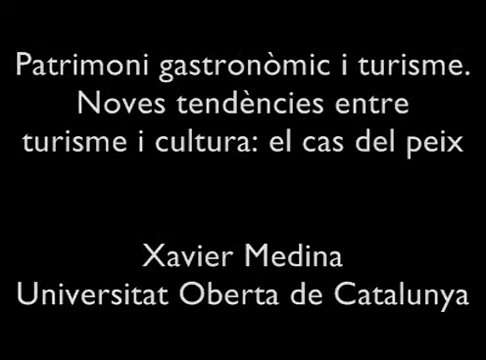 Patrimoni gastronòmic i turisme.
Noves tendències entre
turisme i cultura: el cas del peix
Xavier Medina
Universitat Oberta de Catalunya